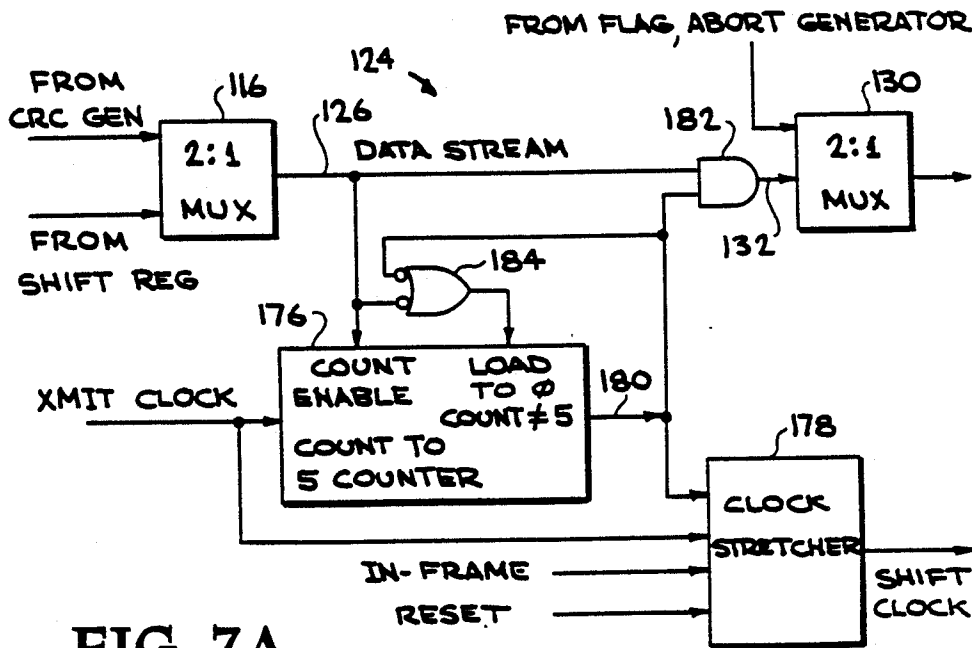 FROM FLAG, ABORT GENERATOR
124
FROM
CRC GEN
116
126
130
182
2:1
MUX
DATA STREAM
2:1
MUX
132
FROM
SHIFT REG
184
176
COUNT
ENABLE
LOAD
TO Ø
COUNT ≠ 5
180
XMIT CLOCK
COUNT TO
5 COUNTER
178
CLOCK
STRETCHER
IN-FRAME
RESET
SHIFT
CLOCK
FIG. 7A